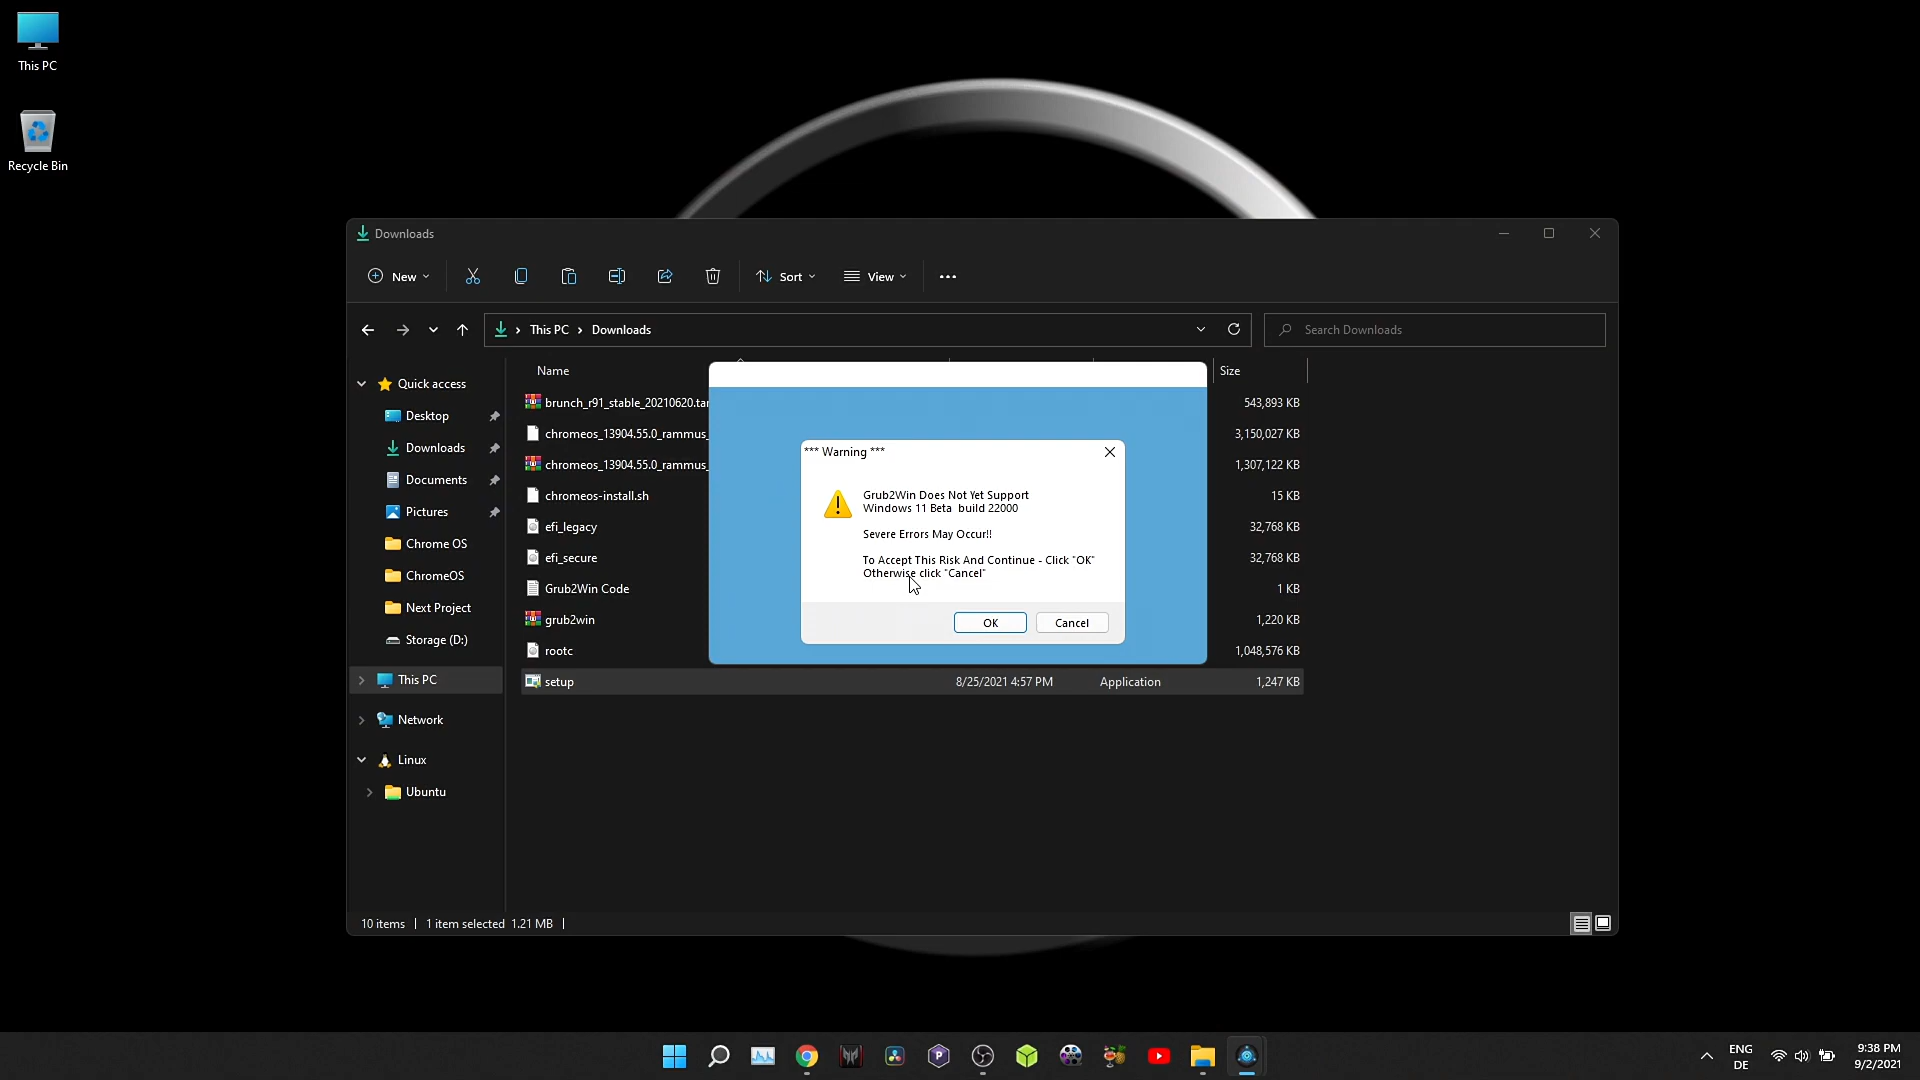 This PC
Recycle Bin
Downloads
New
Sort
View
This PC > Downloads
Search Downloads
Quick access
Desktop
Downloads
Documents
Pictures
Chrome OS
ChromeOS
Next Project
Storage (D:)
This PC
Network
Linux
Ubuntu
Name
Size
brunch_r91_stable_20210620.tar
543,893 KB
chromeos_13904.55.0_rammus_
3,150,027 KB
chromeos_13904.55.0_rammus_
1,307,122 KB
chromeos-install.sh
15 KB
efi_legacy
32,768 KB
efi_secure
32,768 KB
Grub2Win Code
1 KB
grub2win
1,220 KB
rootc
1,048,576 KB
setup 8/25/2021 4:57 PM Application 1,247 KB
*** Warning ***
Grub2Win Does Not Yet Support
Windows 11 Beta  build 22000
Severe Errors May Occur!!
To Accept This Risk And Continue - Click "OK"
Otherwise click "Cancel"
OK
Cancel
10 items
1 item selected 1.21 MB
P
ENG
DE
9:38 PM
9/2/2021